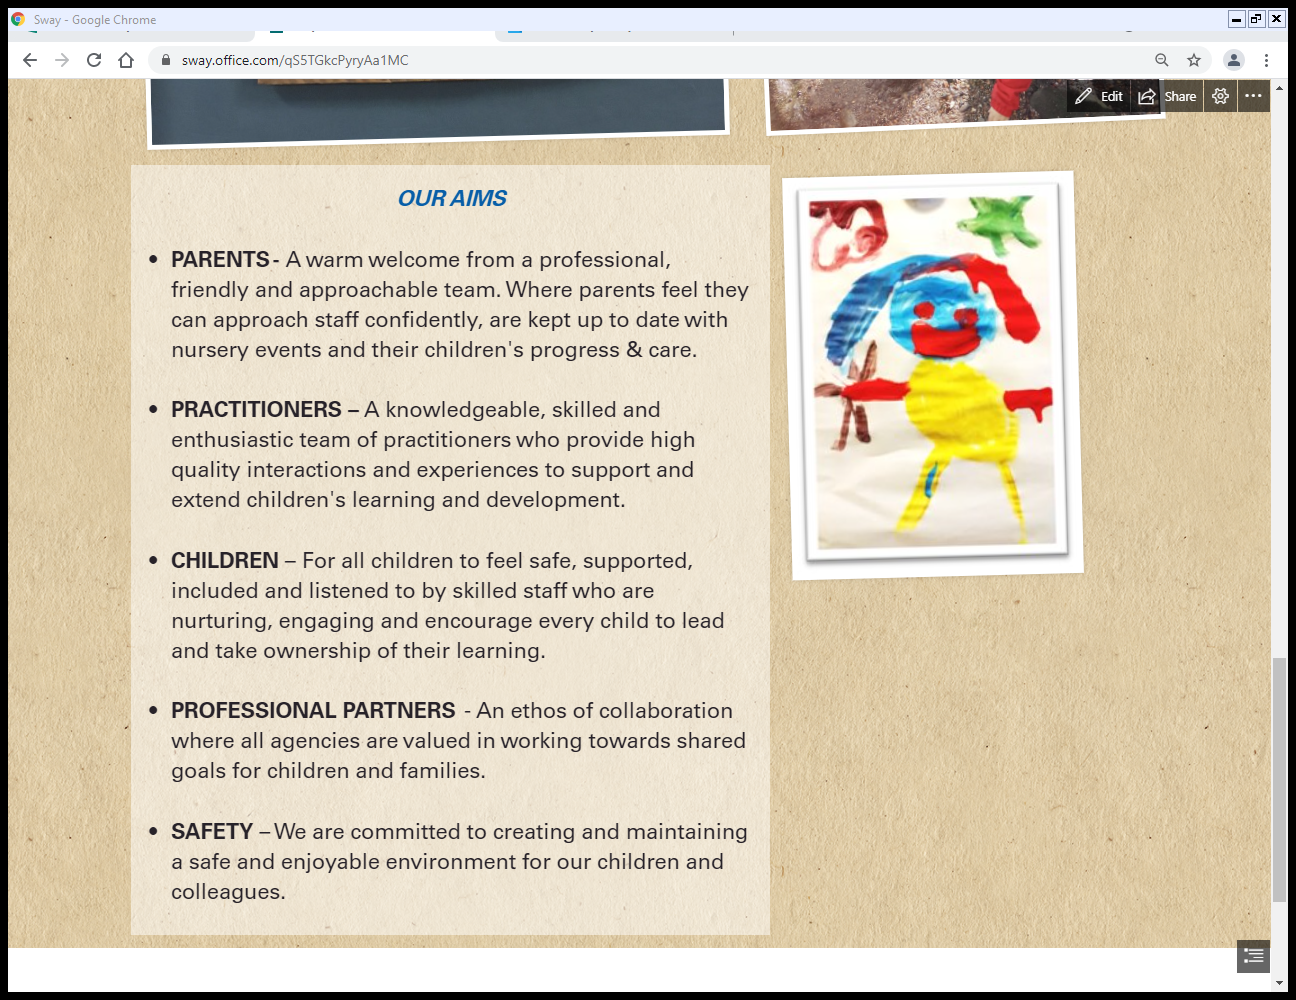 Sway - Google Chrome
sway.office.com/qS5TGkcPyryAa1MC
Edit
Share
OUR AIMS
• PARENTS - A warm welcome from a professional,
friendly and approachable team. Where parents feel they
can approach staff confidently, are kept up to date with
nursery events and their children's progress & care.
• PRACTITIONERS – A knowledgeable, skilled and
enthusiastic team of practitioners who provide high
quality interactions and experiences to support and
extend children's learning and development.
• CHILDREN – For all children to feel safe, supported,
included and listened to by skilled staff who are
nurturing, engaging and encourage every child to lead
and take ownership of their learning.
• PROFESSIONAL PARTNERS - An ethos of collaboration
where all agencies are valued in working towards shared
goals for children and families.
• SAFETY – We are committed to creating and maintaining
a safe and enjoyable environment for our children and
colleagues.